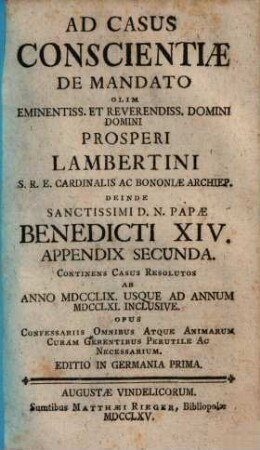 AD CASUS
CONSCIENTIÆ
DE MANDATO
OLIM
EMINENTISS. ET REVERENDISS. DOMINI
DOMINI
PROSPERI
LAMBERTINI
S. R. E. CARDINALIS AC BONONIÆ ARCHIEP.
DEINDE
SANCTISSIMI D. N. PAPÆ
BENEDICTI XIV.
APPENDIX SECUNDA.
CONTINENS CASUS RESOLUTOS
AB
ANNO MDCCLIX. USQUE AD ANNUM
MDCCLXI. INCLUSIVE.
OPUS
CONFESSARIIS OMNIBUS ATQUE ANIMARUM
CURAM GERENTIBUS PERUTILE AC
NECESSARIUM.
EDITIO IN GERMANIA PRIMA.
AUGUSTÆ VINDELICORUM,
Sumtibus MATTHÆI RIEGER, Bibliopolæ
MDCCLXV.